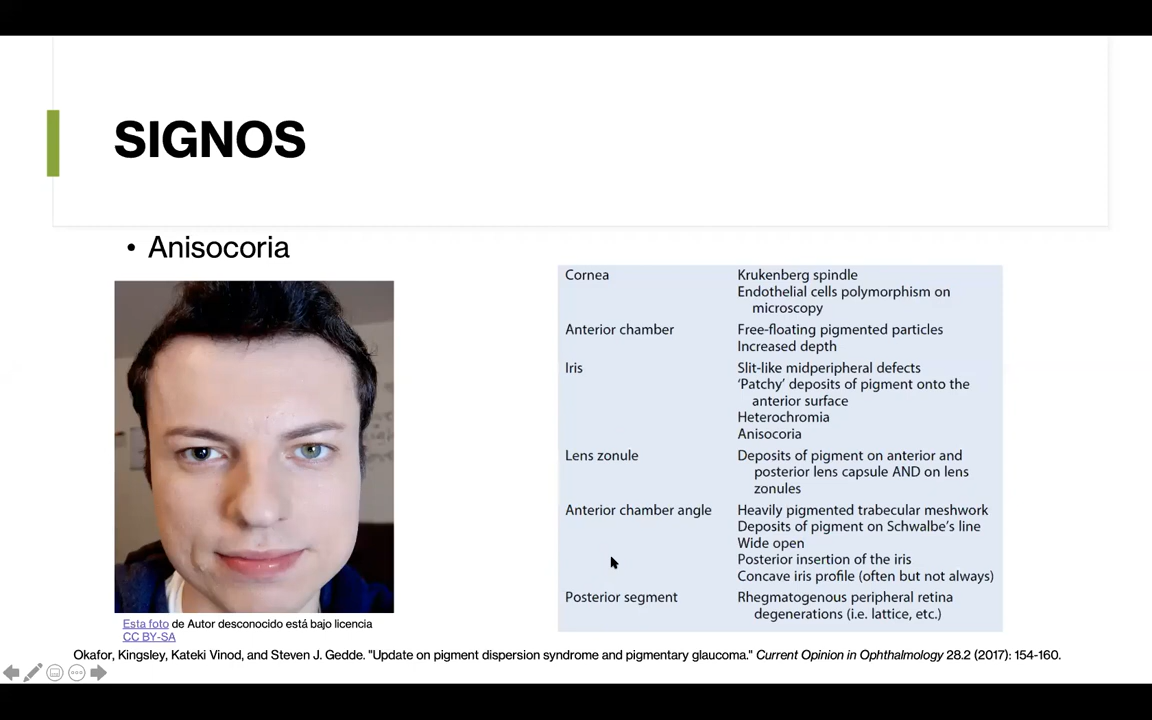 SIGNOS
• Anisocoria
Cornea
Krukenberg spindle
Endothelial cells polymorphism on
microscopy
Anterior chamber
Free-floating pigmented particles
Increased depth
Iris
Slit-like midperipheral defects
‘Patchy’ deposits of pigment onto the
anterior surface
Heterochromia
Anisocoria
Lens zonule
Deposits of pigment on anterior and
posterior lens capsule AND on lens
zonules
Anterior chamber angle
Heavily pigmented trabecular meshwork
Deposits of pigment on Schwalbe’s line
Wide open
Posterior insertion of the iris
Concave iris profile (often but not always)
Posterior segment
Rhegmatogenous peripheral retina
degenerations (i.e. lattice, etc.)
Esta foto de Autor desconocido está bajo licencia
CC BY-SA
Okafor, Kingsley, Kateki Vinod, and Steven J. Gedde. "Update on pigment dispersion syndrome and pigmentary glaucoma." Current Opinion in Ophthalmology 28.2 (2017): 154-160.